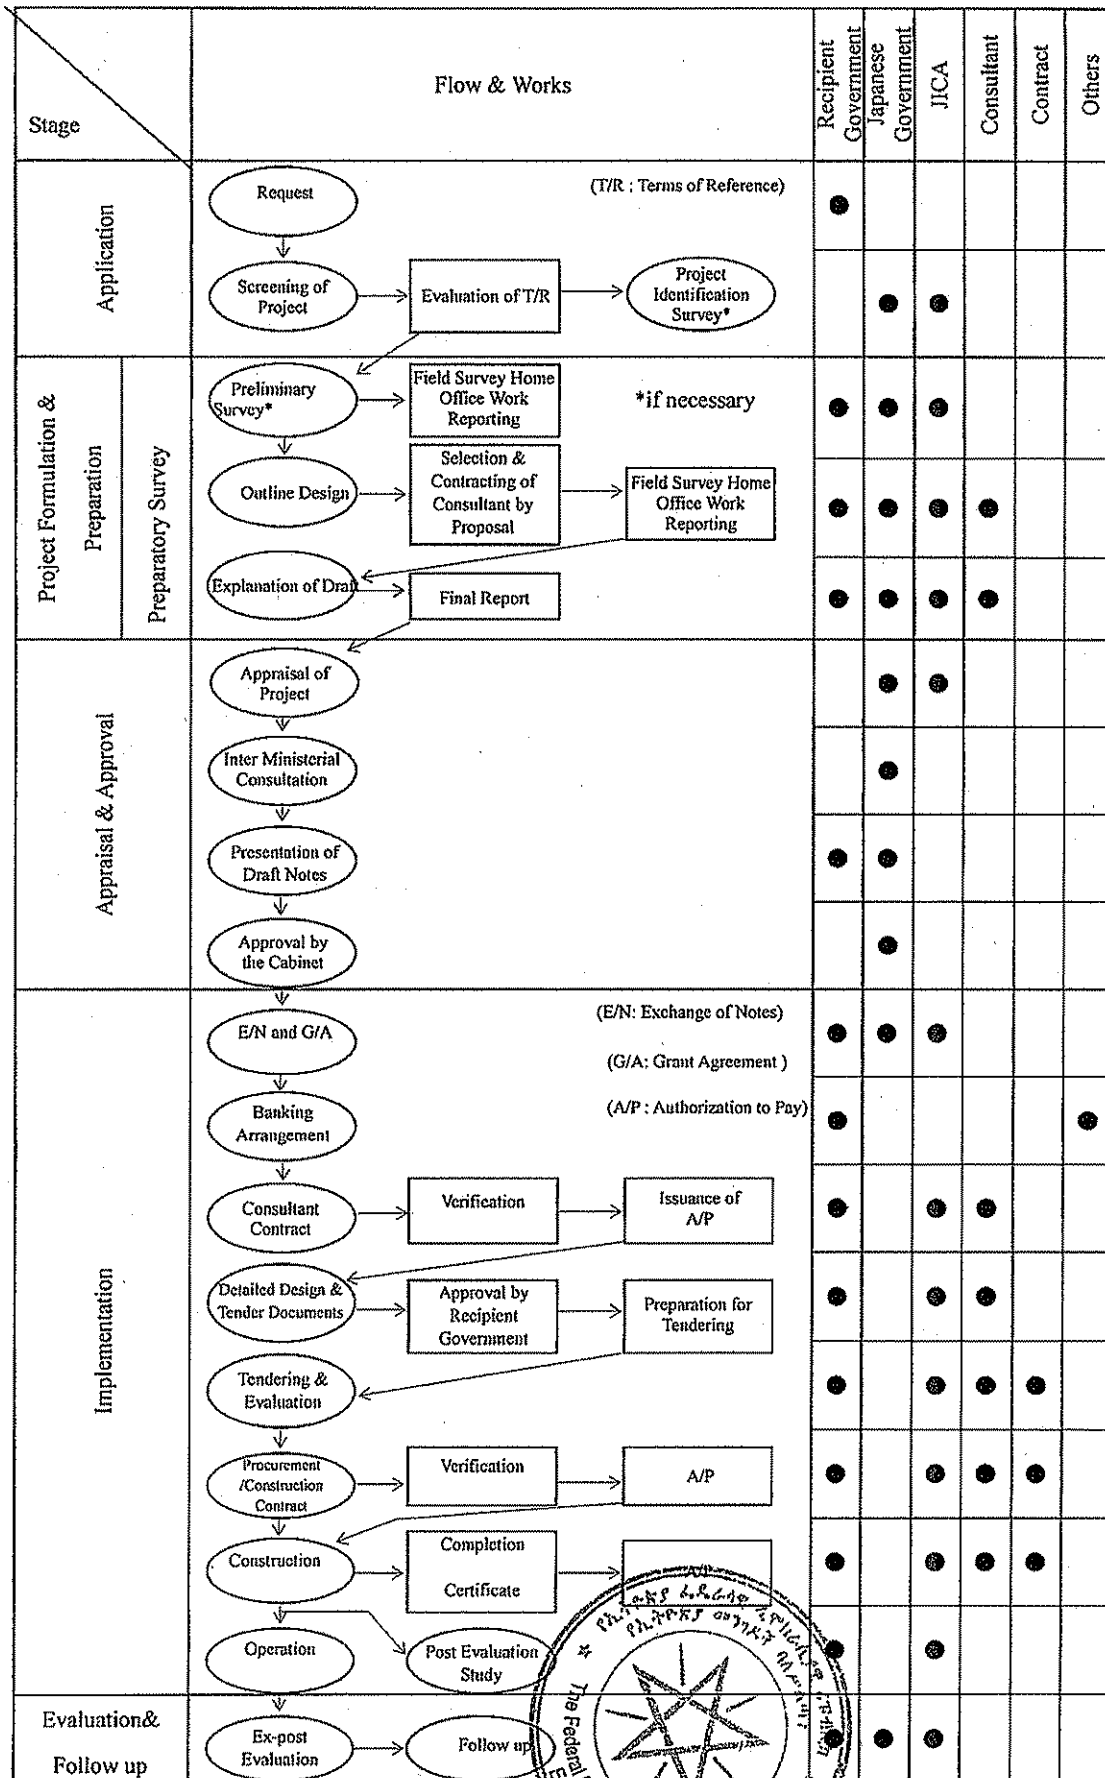 Stage
Flow & Works
Recipient
Government
Japanese
Government
JICA
Consultant
Contract
Others
Application
Request
(T/R : Terms of Reference)
Screening of
Project
Evaluation of T/R
Project
Identification
Survey*
Project Formulation &
Preparation
Preparatory Survey
Preliminary
Survey*
Field Survey Home
Office Work
Reporting
*if necessary
Outline Design
Selection &
Contracting of
Consultant by
Proposal
Field Survey Home
Office Work
Reporting
Explanation of Draft
Final Report
Appraisal & Approval
Appraisal of
Project
Inter Ministerial
Consultation
Presentation of
Draft Notes
Approval by
the Cabinet
Implementation
E/N and G/A
(E/N: Exchange of Notes)
(G/A: Grant Agreement )
(A/P : Authorization to Pay)
Banking
Arrangement
Consultant
Contract
Verification
Issuance of
A/P
Detailed Design &
Tender Documents
Approval by
Recipient
Government
Preparation for
Tendering
Tendering &
Evaluation
Procurement
/Construction
Contract
Verification
A/P
Construction
Completion
Certificate
A/P
Operation
Post Evaluation
Study
The Federal
Evaluation&
Follow up
Ex-post
Evaluation
Follow up